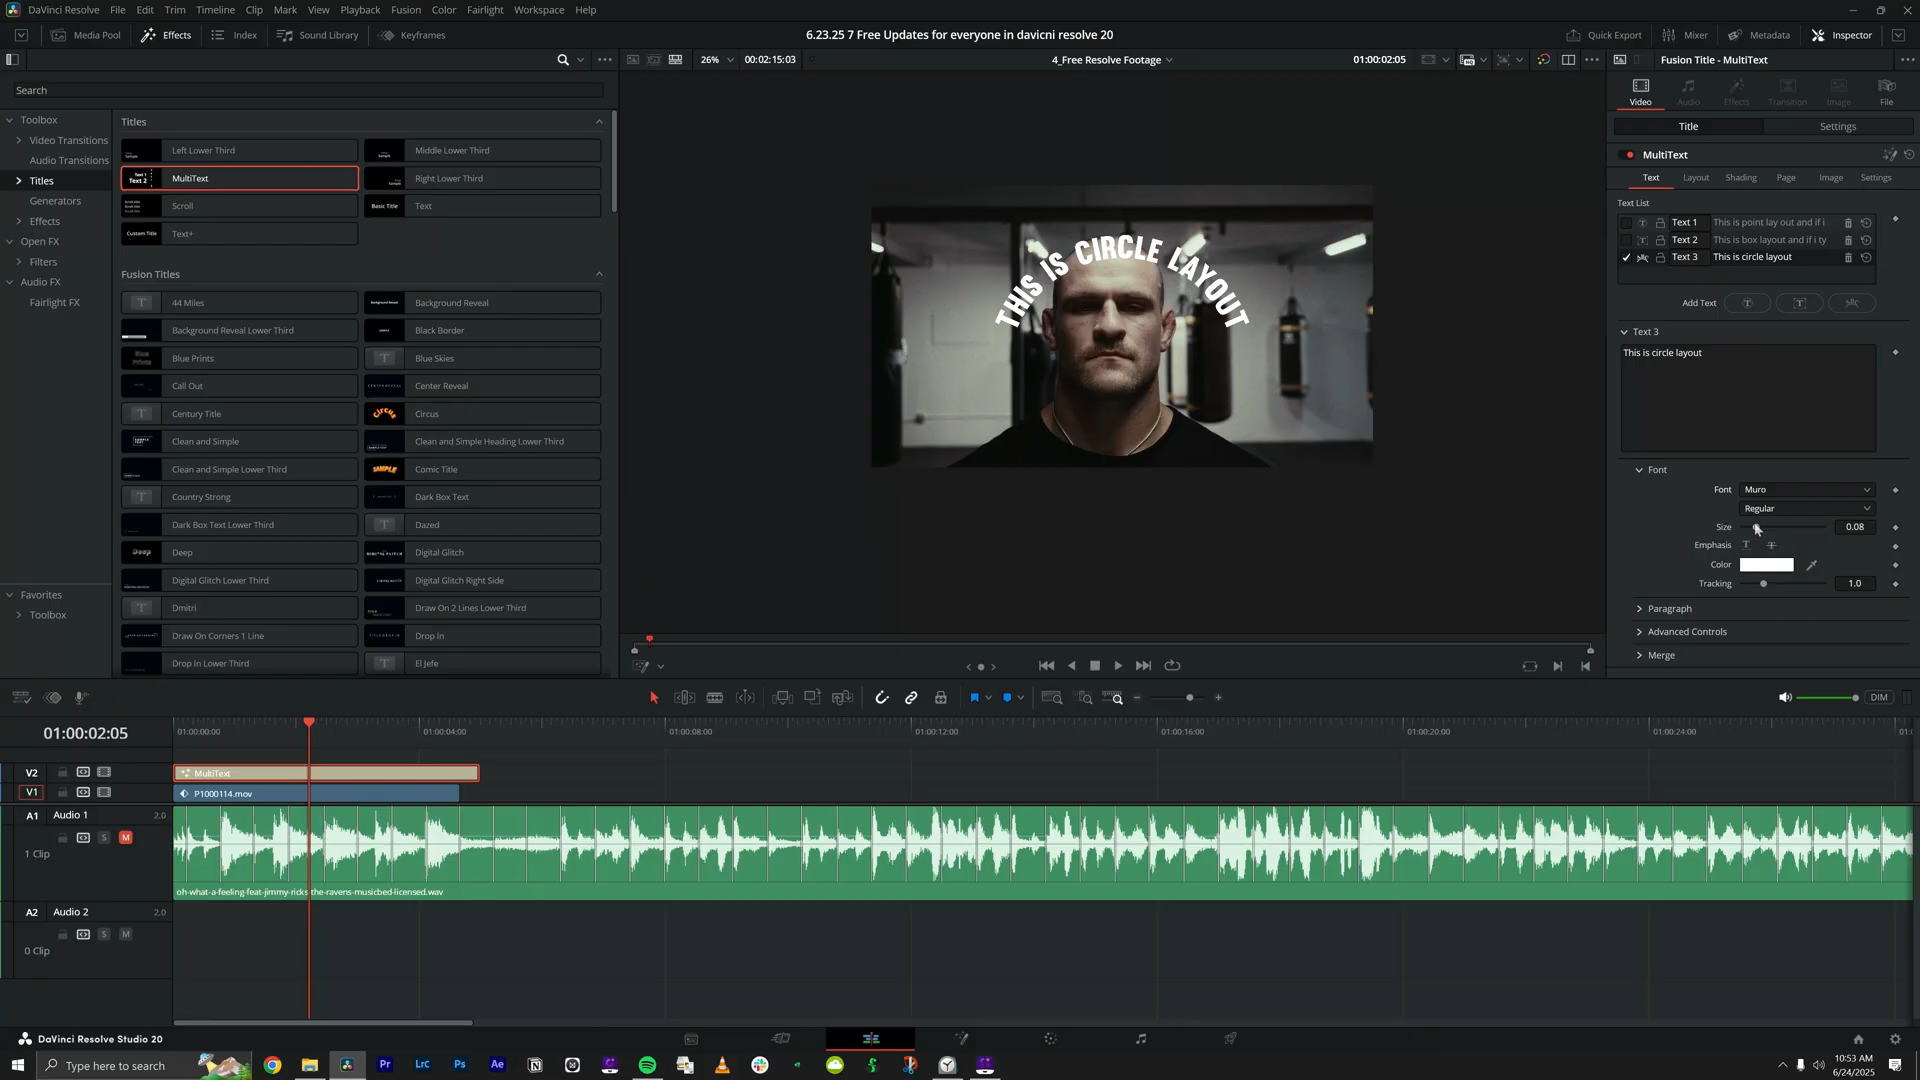 DaVinci Resolve File Edit Trim Timeline Clip Mark View Playback Fusion Color Fairlight Workspace Help
Media Pool Effects Index Sound Library Keyframes 6.23.25 7 Free Updates for everyone in davicni resolve 20 Quick Export Mixer Metadata Inspector
26% 00:02:15:03 4_Free Resolve Footage 01:00:02:05 Fusion Title - MultiText
Search
Video Audio Effects Transition Image File
Title Settings
Toolbox
Video Transitions
Audio Transitions
Titles
Generators
Effects
Open FX
Filters
Audio FX
Fairlight FX
Favorites
Toolbox
Titles
Left Lower Third Middle Lower Third
MultiText Right Lower Third
Scroll Basic Title Text
Custom Title Text+
Fusion Titles
44 Miles Background Reveal
Background Reveal Lower Third Black Border
Blue Prints Blue Skies
Call Out Center Reveal
Century Title Circus
Clean and Simple Clean and Simple Heading Lower Third
Clean and Simple Lower Third Comic Title
Country Strong Dark Box Text
Dark Box Text Lower Third Dazed
Deep Digital Glitch
Digital Glitch Lower Third Digital Glitch Right Side
Dmitri Draw On 2 Lines Lower Third
Draw On Corners 1 Line Drop In
Drop In Lower Third El Jefe
THIS IS CIRCLE LAYOUT
MultiText
Text Layout Shading Page Image Settings
Text List
Text 1 This is point lay out and if i
Text 2 This is box layout and if i ty
Text 3 This is circle layout
Add Text
Text 3
This is circle layout
Font
Font Muro
Regular
Size 0.08
Emphasis T T
Color
Tracking 1.0
Paragraph
Advanced Controls
Merge
DIM
01:00:02:05 01:00:00:00 01:00:04:00 01:00:08:00 01:00:12:00 01:00:16:00 01:00:20:00 01:00:24:00
V2 MultiText
V1 P1000114.mov
A1 Audio 1 2.0
S M
1 Clip
oh-what-a-feeling-feat-jimmy-ricks-the-ravens-musicbed-licensed.wav
A2 Audio 2 2.0
S M
0 Clip
DaVinci Resolve Studio 20
Type here to search Pr LrC Ps Ae
10:53 AM
6/24/2025